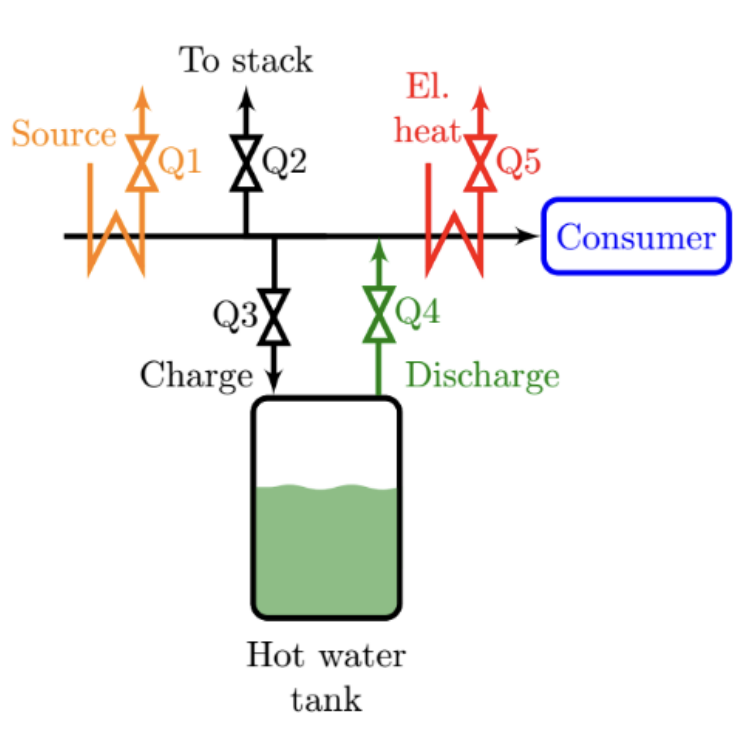 To stack
El.
heat
Source
Q1
Q2
Q5
Consumer
Q3
Q4
Charge
Discharge
Hot water
tank